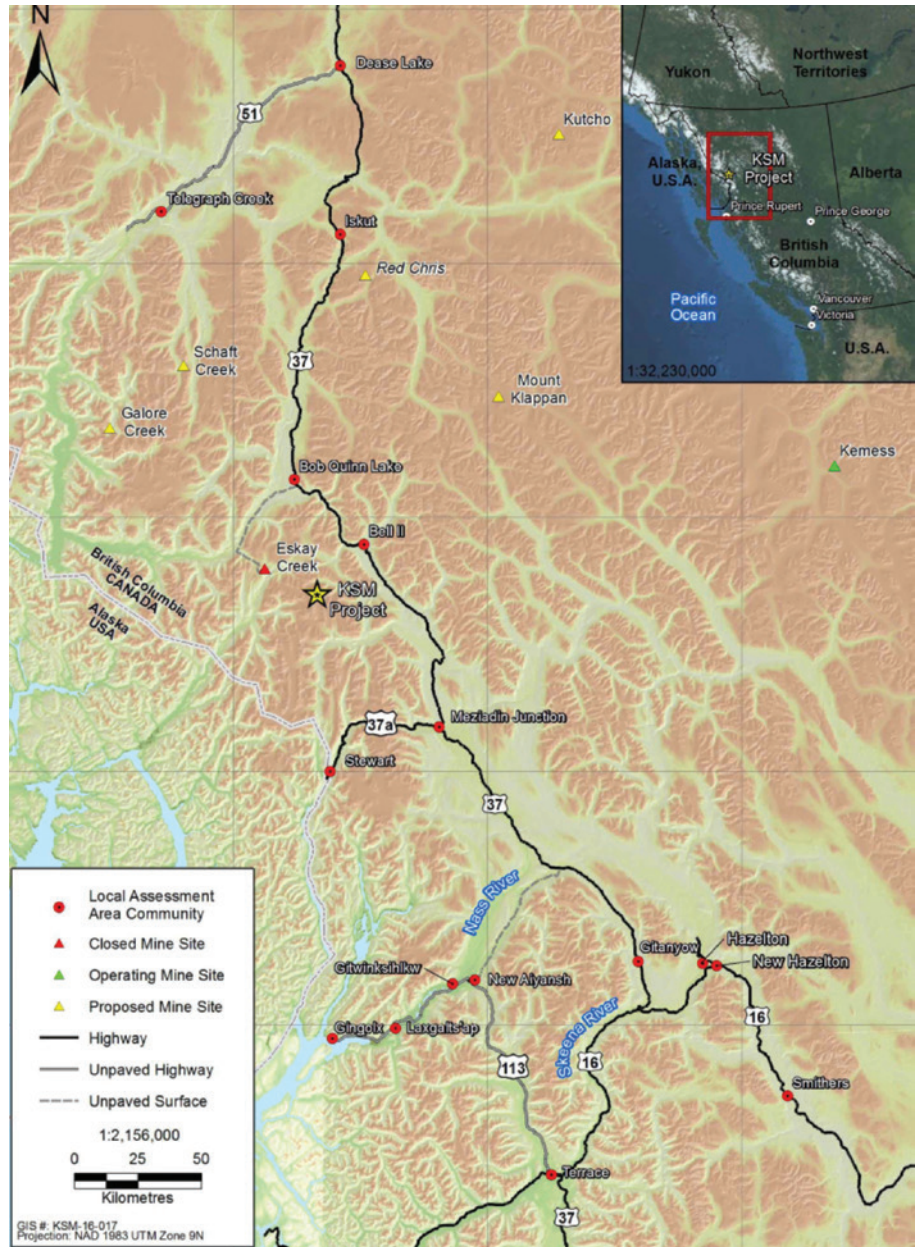 N
Dease Lake
51
Kutcho
Telegraph Creek
Iskut
Red Chris
37
Schaft
Creek
Mount
Klappan
Galore
Creek
Kemess
Bob Quinn Lake
Bell II
Eskay
Creek
KSM
Project
British Columbia
CANADA
Alaska
USA
37a
Meziadin Junction
Stewart
37
Nass River
Gitanyow
Hazelton
New Hazelton
Gitwinksihlkw
New Aiyansh
Gingolx
Laxgalts'ap
Skeena River
16
16
113
Smithers
Terrace
37
Yukon
Northwest
Territories
Alaska,
U.S.A.
KSM
Project
Alberta
Prince Rupert
Prince George
British
Columbia
Pacific
Ocean
Vancouver
Victoria
U.S.A.
1:32,230,000
Local Assessment
Area Community
Closed Mine Site
Operating Mine Site
Proposed Mine Site
Highway
Unpaved Highway
Unpaved Surface
1:2,156,000
0 25 50
Kilometres
GIS #: KSM-16-017
Projection: NAD 1983 UTM Zone 9N